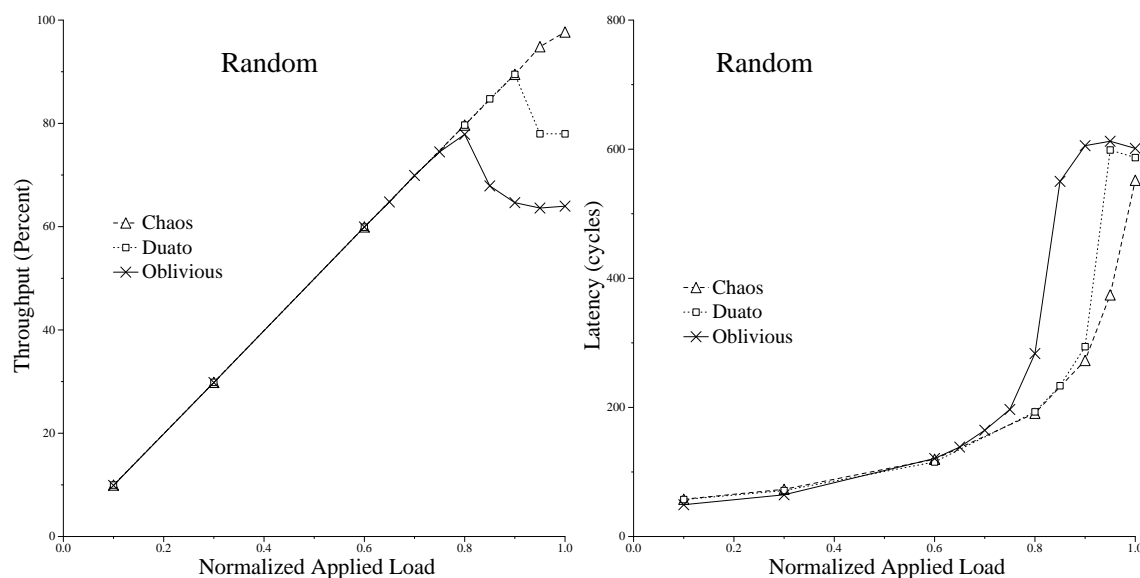 100
80
60
40
20
0
Throughput (Percent)
Random
Chaos
Duato
Oblivious
0.0 0.2 0.4 0.6 0.8 1.0
Normalized Applied Load
800
600
400
200
0
Latency (cycles)
Random
Chaos
Duato
Oblivious
0.0 0.2 0.4 0.6 0.8 1.0
Normalized Applied Load